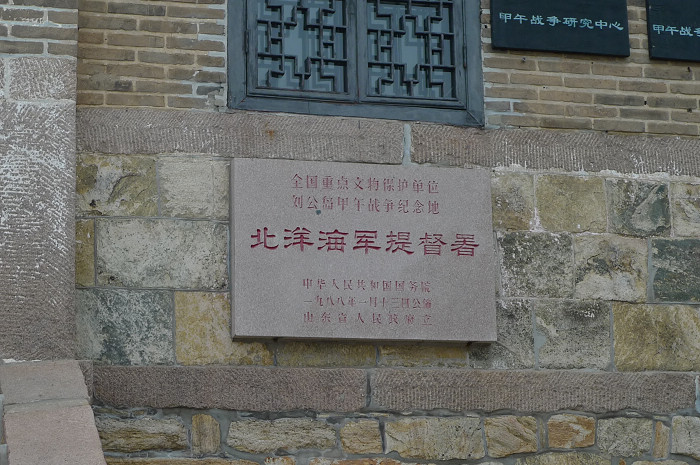 甲午战争研究中心
甲午战争
全国重点文物保护单位
刘公岛甲午战争纪念地
北洋海军提督署
中华人民共和国国务院
一九八八年一月十三日公布
山东省人民政府立